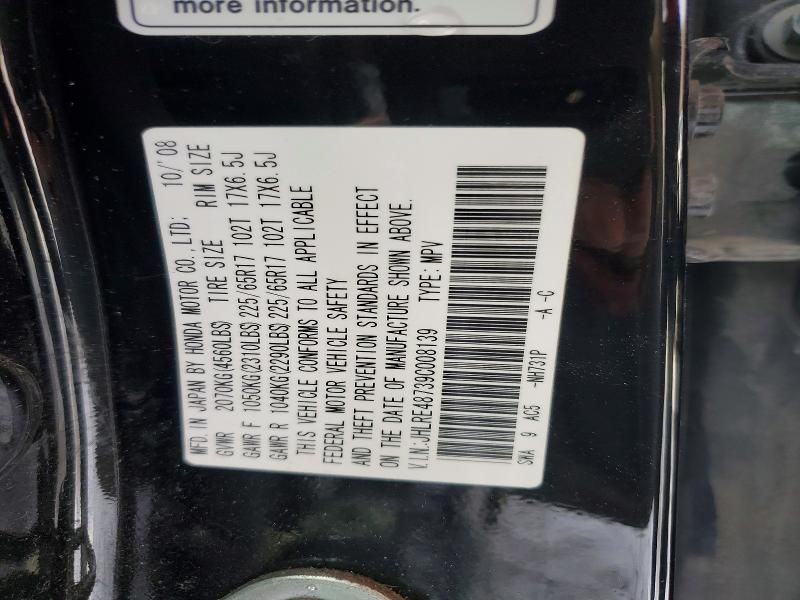 more information.
MFD. IN JAPAN BY HONDA MOTOR CO., LTD. 10/'08
GVWR 2070KG(4560LBS) TIRE SIZE RIM SIZE
GAWR F 1050KG(2310LBS) 225/65R17 102T 17X6.5J
GAWR R 1040KG(2290LBS) 225/65R17 102T 17X6.5J
THIS VEHICLE CONFORMS TO ALL APPLICABLE
FEDERAL MOTOR VEHICLE SAFETY
AND THEFT PREVENTION STANDARDS IN EFFECT
ON THE DATE OF MANUFACTURE SHOWN ABOVE.
V.I.N.:JHLRE48739C008139 TYPE: MPV
SWA 9 AC5 -NH731P -A -C